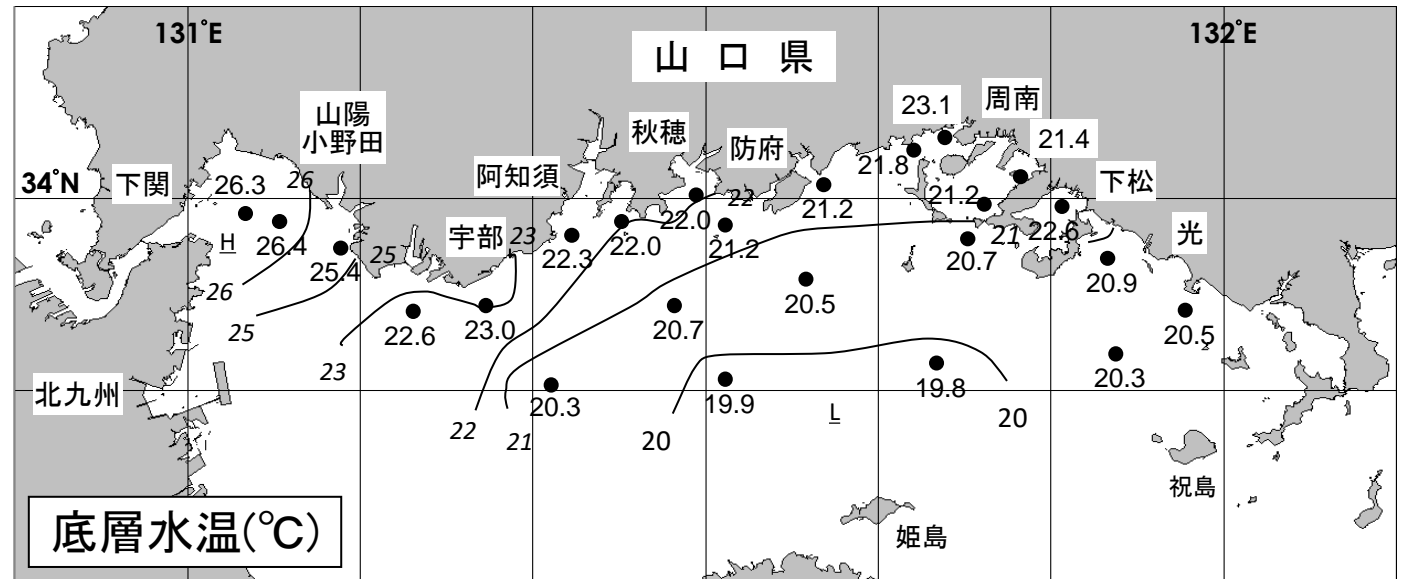 131°E
132°E
山 口 県
23.1
周南
山陽
小野田
秋穂
防府
21.4
21.8
阿知須
34°N
下関
26.3
26
22.0
22
21.2
21.2
下松
H
26.4
宇部
23
22.3
22.0
21.2
21
22.6
光
25.4
25
20.7
20.9
26
20.5
25
22.6
23.0
20.7
20.5
23
20.3
北九州
20.3
19.9
L
19.8
22
21
20
20
祝島
底層水温(℃)
姫島